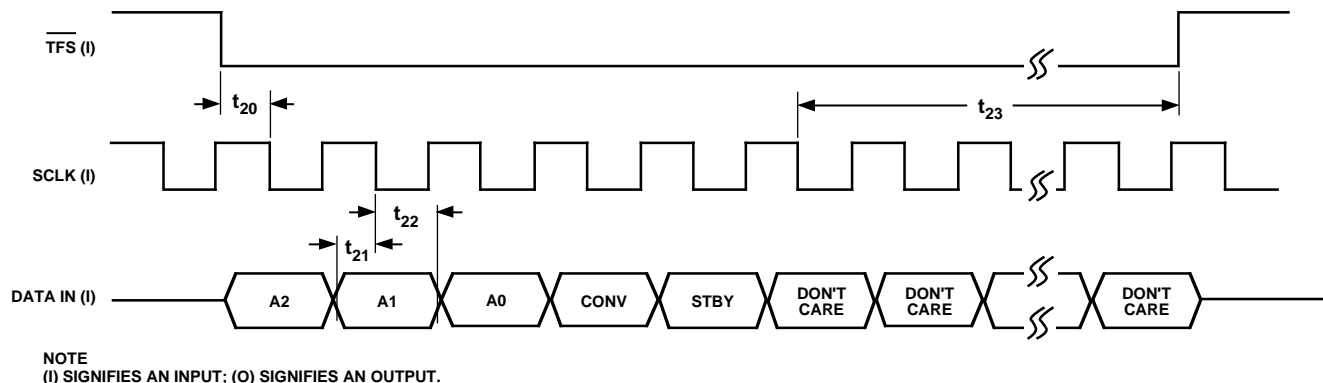 TFS (I)
t20
t23
SCLK (I)
t22
t21
DATA IN (I)
A2
A1
A0
CONV
STBY
DON'T
CARE
DON'T
CARE
DON'T
CARE
NOTE
(I) SIGNIFIES AN INPUT; (O) SIGNIFIES AN OUTPUT.